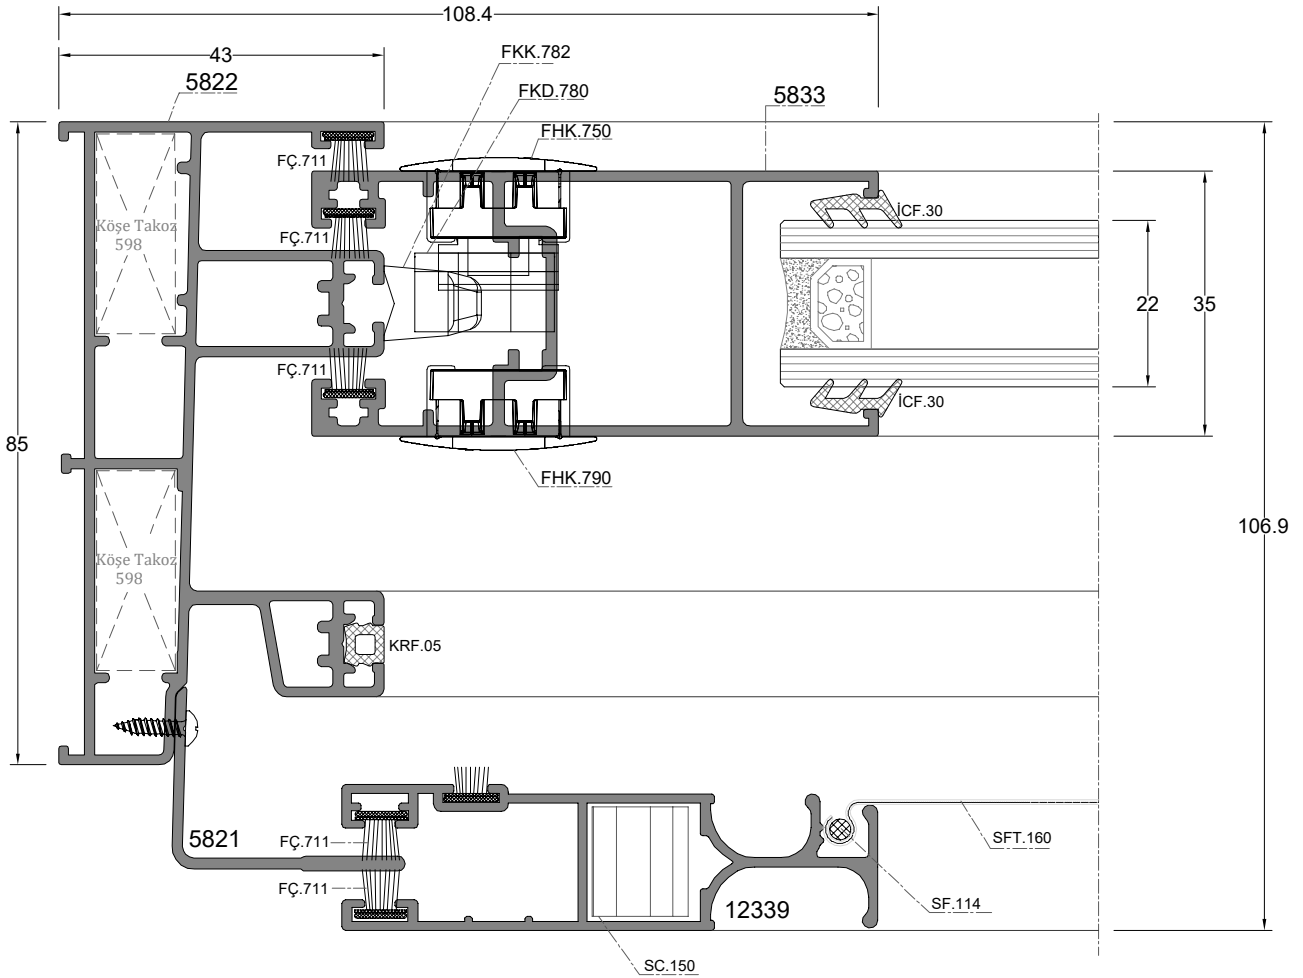 108.4
43
FKK.782
5822
FKD.780
5833
FHK.750
FÇ.711
İCF.30
Köşe Takoz
598
FÇ.711
22
35
FÇ.711
İCF.30
85
FHK.790
106.9
Köşe Takoz
598
KRF.05
5821
FÇ.711
SFT.160
FÇ.711
12339
SF.114
SC.150